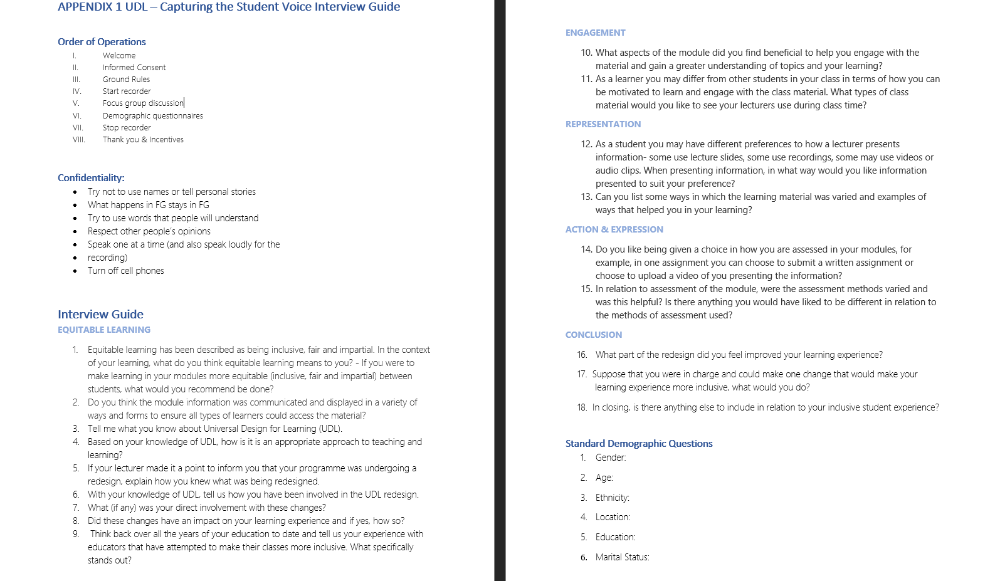 APPENDIX 1 UDL – Capturing the Student Voice Interview Guide
Order of Operations
I. Welcome
II. Informed Consent
III. Ground Rules
IV. Start recorder
V. Focus group discussion
VI. Demographic questionnaires
VII. Stop recorder
VIII. Thank you & Incentives
Confidentiality:
• Try not to use names or tell personal stories
• What happens in FG stays in FG
• Try to use words that people will understand
• Respect other people's opinions
• Speak one at a time (and also speak loudly for the
• recording)
• Turn off cell phones
Interview Guide
EQUITABLE LEARNING
1. Equitable learning has been described as being inclusive, fair and impartial. In the context
of your learning, what do you think equitable learning means to you? - If you were to
make learning in your modules more equitable (inclusive, fair and impartial) between
students, what would you recommend be done?
2. Do you think the module information was communicated and displayed in a variety of
ways and forms to ensure all types of learners could access the material?
3. Tell me what you know about Universal Design for Learning (UDL).
4. Based on your knowledge of UDL, how is it is an appropriate approach to teaching and
learning?
5. If your lecturer made it a point to inform you that your programme was undergoing a
redesign, explain how you knew what was being redesigned.
6. With your knowledge of UDL, tell us how you have been involved in the UDL redesign.
7. What (if any) was your direct involvement with these changes?
8. Did these changes have an impact on your learning experience and if yes, how so?
9. Think back over all the years of your education to date and tell us your experience with
educators that have attempted to make their classes more inclusive. What specifically
stands out?
ENGAGEMENT
10. What aspects of the module did you find beneficial to help you engage with the
material and gain a greater understanding of topics and your learning?
11. As a learner you may differ from other students in your class in terms of how you can
be motivated to learn and engage with the class material. What types of class
material would you like to see your lecturers use during class time?
REPRESENTATION
12. As a student you may have different preferences to how a lecturer presents
information- some use lecture slides, some use recordings, some may use videos or
audio clips. When presenting information, in what way would you like information
presented to suit your preference?
13. Can you list some ways in which the learning material was varied and examples of
ways that helped you in your learning?
ACTION & EXPRESSION
14. Do you like being given a choice in how you are assessed in your modules, for
example, in one assignment you can choose to submit a written assignment or
choose to upload a video of you presenting the information?
15. In relation to assessment of the module, were the assessment methods varied and
was this helpful? Is there anything you would have liked to be different in relation to
the methods of assessment used?
CONCLUSION
16. What part of the redesign did you feel improved your learning experience?
17. Suppose that you were in charge and could make one change that would make your
learning experience more inclusive, what would you do?
18. In closing, is there anything else to include in relation to your inclusive student experience?
Standard Demographic Questions
1. Gender:
2. Age:
3. Ethnicity:
4. Location:
5. Education:
6. Marital Status: